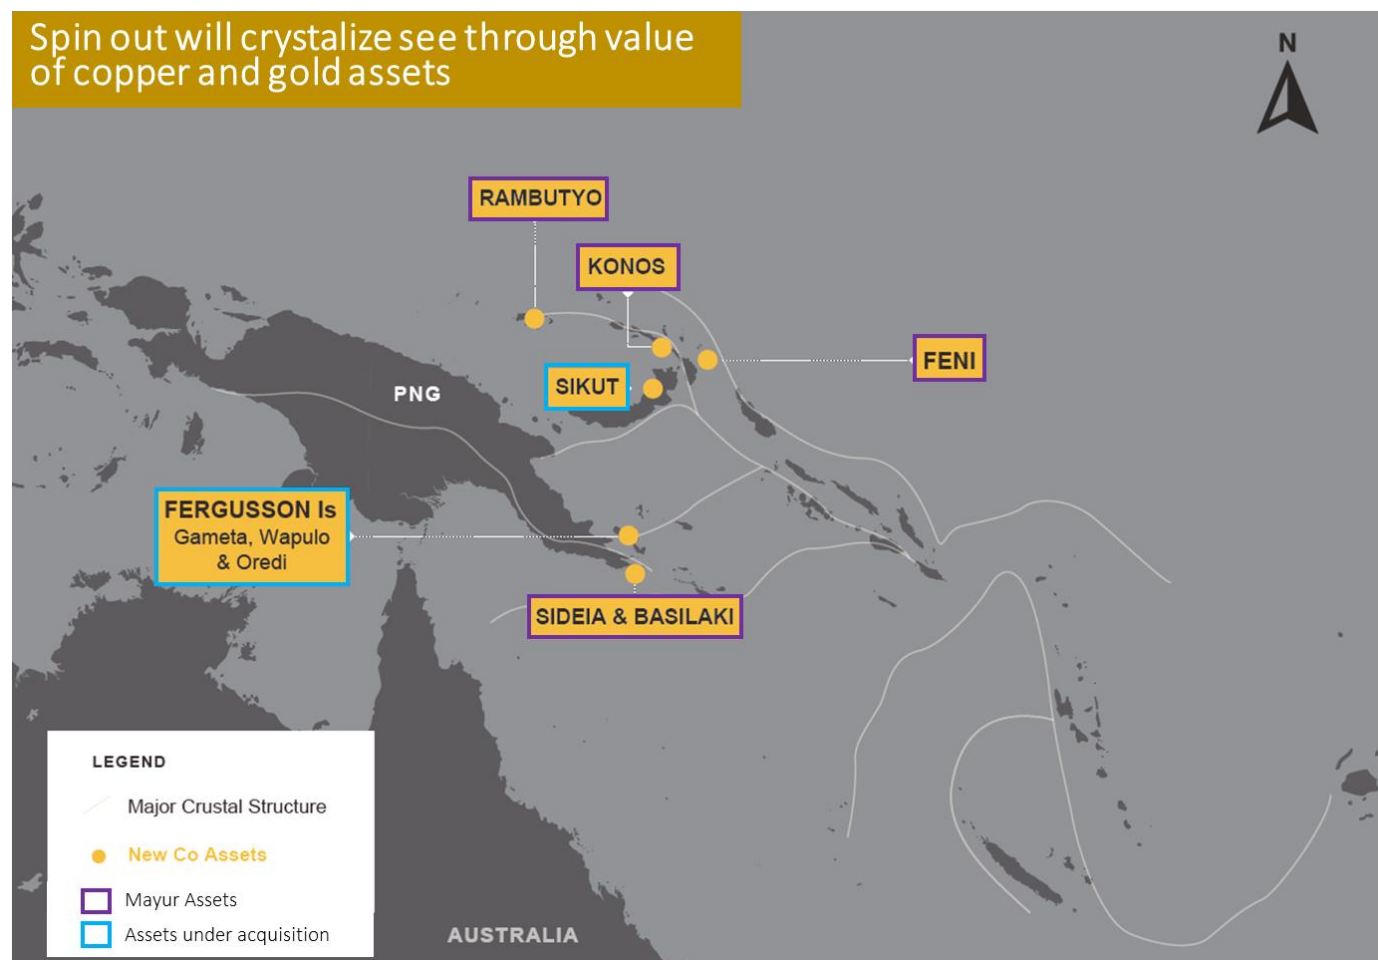 Spin out will crystalize see through value
of copper and gold assets
N
RAMBUTYO
KONOS
FENI
SIKUT
PNG
FERGUSSON Is
Gameta, Wapulo
& Oredi
SIDEIA & BASILAKI
LEGEND
Major Crustal Structure
New Co Assets
Mayur Assets
Assets under acquisition
AUSTRALIA